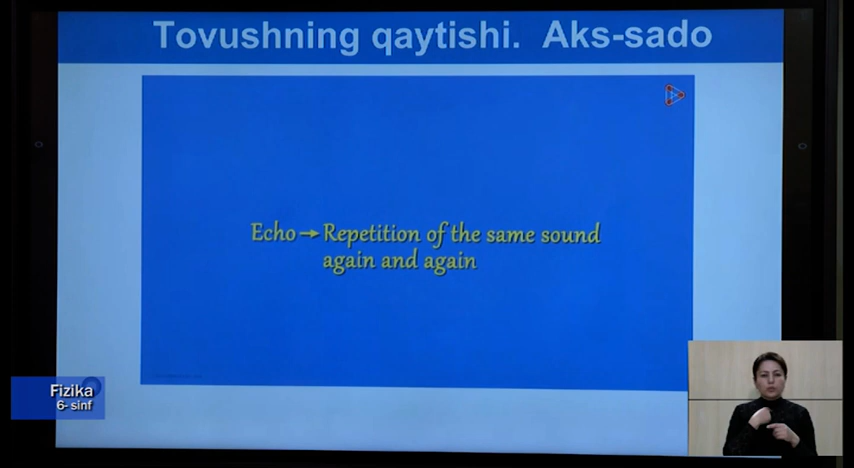 Tovushning qaytishi. Aks-sado
Echo → Repetition of the same sound
again and again
Fizika
6- sinf